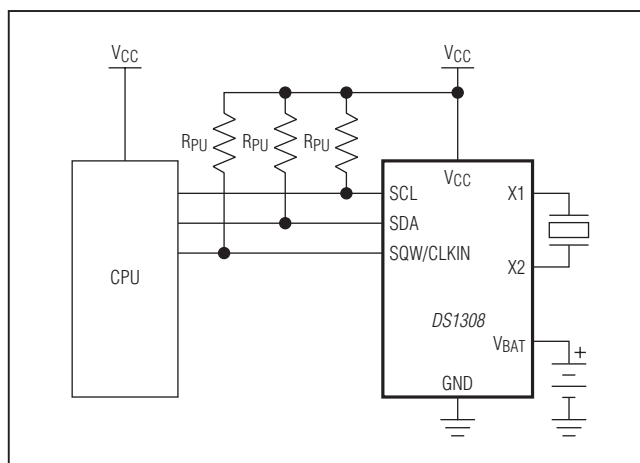 VCC
VCC
RPU
RPU
RPU
VCC
SCL
X1
SDA
SQW/CLKIN
X2
CPU
DS1308
VBAT
+
GND